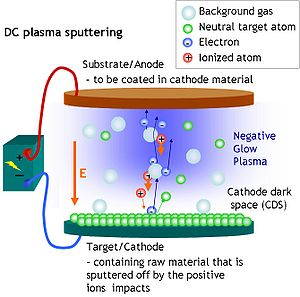 DC plasma sputtering
Background gas
Neutral target atom
Electron
Ionized atom
Substrate/Anode
- to be coated in cathode material
Negative
Glow
Plasma
E
Cathode dark
space (CDS)
Target/Cathode
- containing raw material that is
sputtered off by the positive
ions impacts